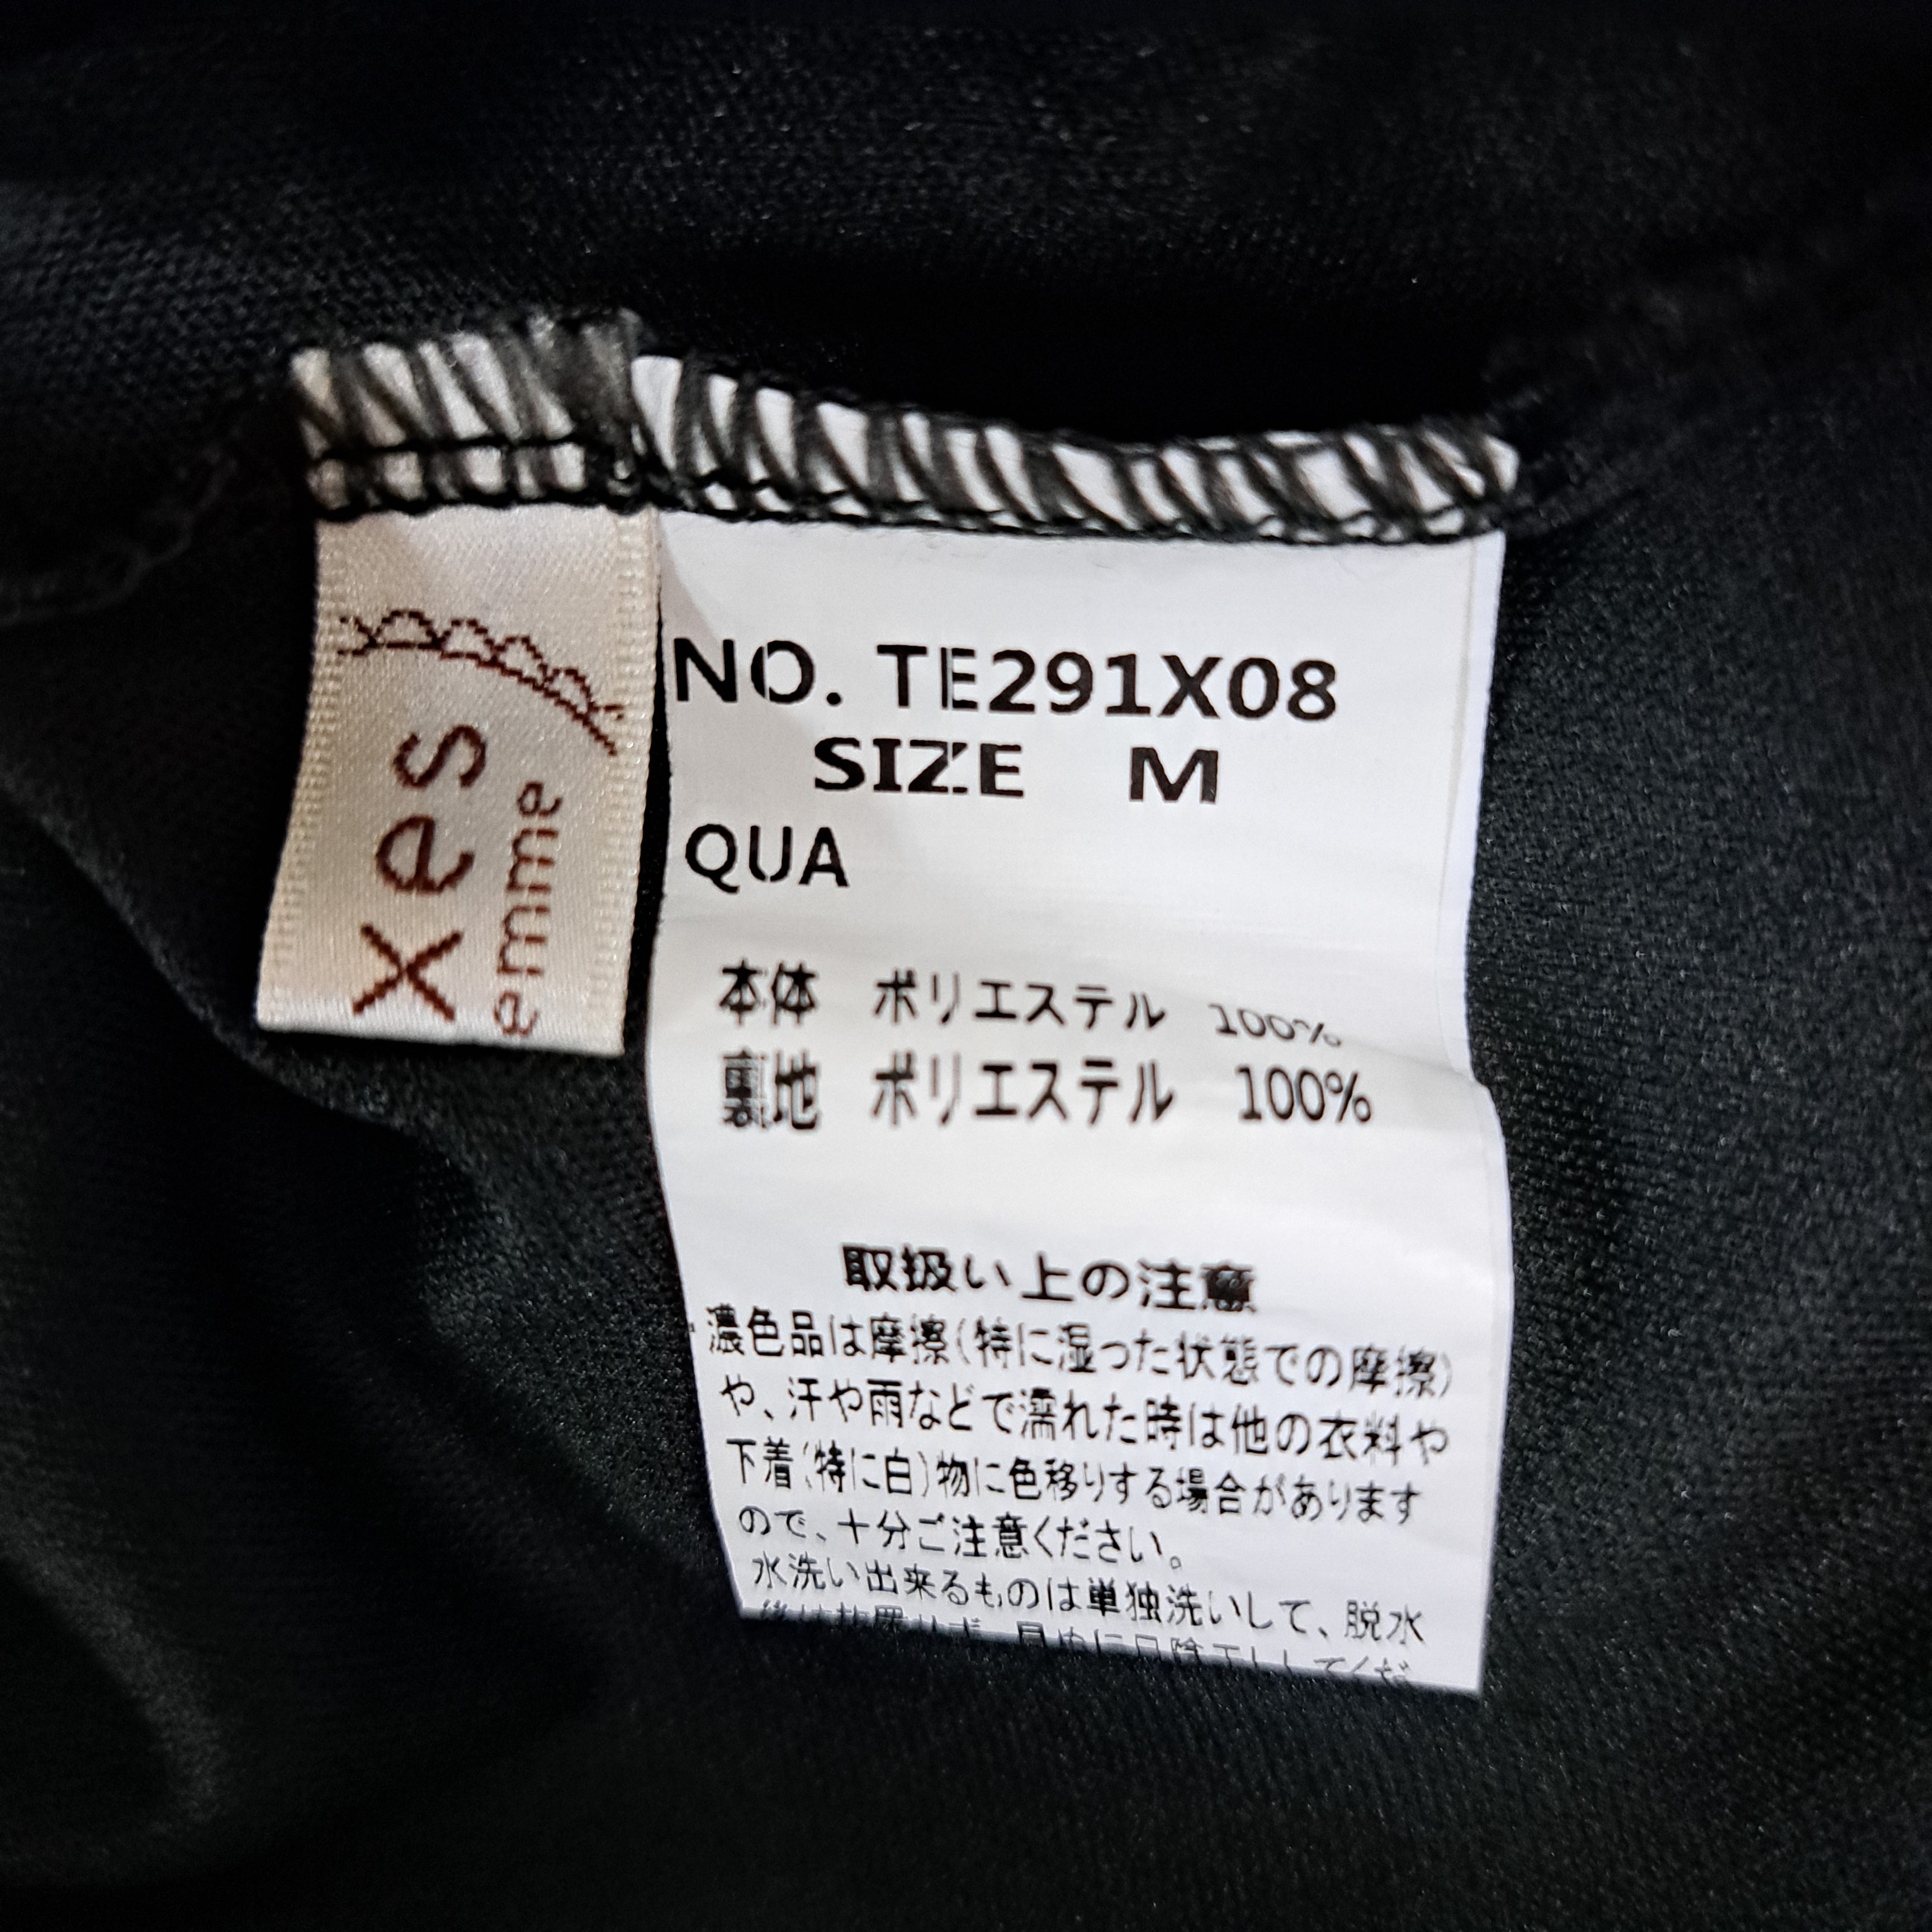 xes
emme
NO. TE291X08
SIZE M
QUA
本体 ポリエステル 100%
裏地 ポリエステル 100%
取扱い上の注意
濃色品は摩擦(特に湿った状態での摩擦)
や、汗や雨などで濡れた時は他の衣料や
下着(特に白)物に色移りする場合があります
ので、十分ご注意ください。
水洗い出来るものは単独洗いして、脱水